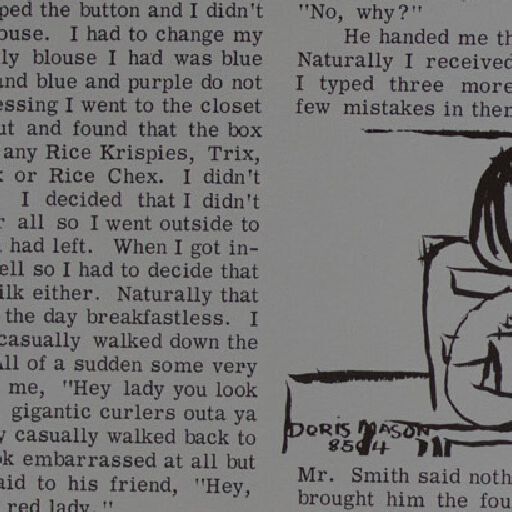 ped the button and I didn't
ouse. I had to change my
ly blouse I had was blue
and blue and purple do not
essing I went to the closet
ut and found that the box
any Rice Krispies, Trix,
or Rice Chex. I didn't
I decided that I didn't
all so I went outside to
had left. When I got in-
ell so I had to decide that
ilk either. Naturally that
the day breakfastless. I
casually walked down the
All of a sudden some very
me, "Hey lady you look
gigantic curlers outa ya
y casually walked back to
ok embarrassed at all but
aid to his friend, "Hey,
red lady."
"No, why?"
He handed me th
Naturally I received
I typed three more
few mistakes in them
DORIS MASON
Mr. Smith said noth
brought him the fou